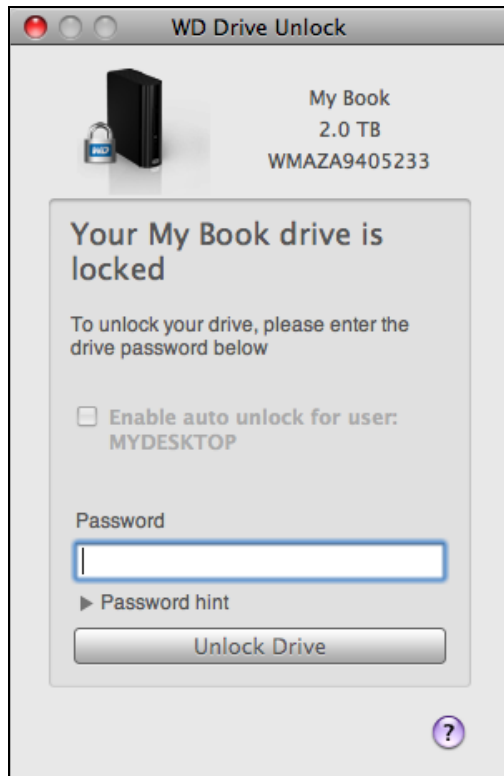 WD Drive Unlock
My Book
2.0 TB
WMAZA9405233
WD
Your My Book drive is
locked
To unlock your drive, please enter the
drive password below
Enable auto unlock for user:
MYDESKTOP
Password
Password hint
Unlock Drive
?